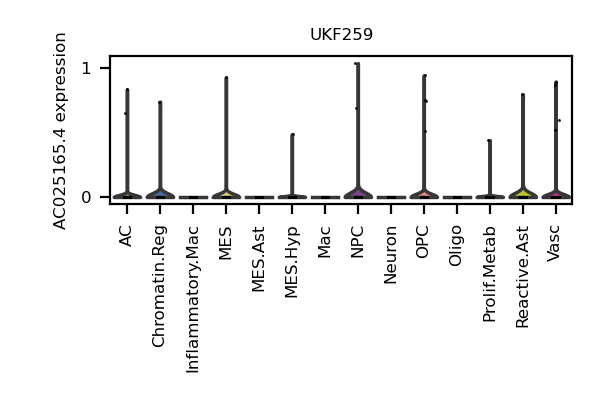 UKF259
AC025165.4 expression
1
0
AC
Chromatin.Reg
Inflammatory.Mac
MES
MES.Ast
MES.Hyp
Mac
NPC
Neuron
OPC
Oligo
Prolif.Metab
Reactive.Ast
Vasc